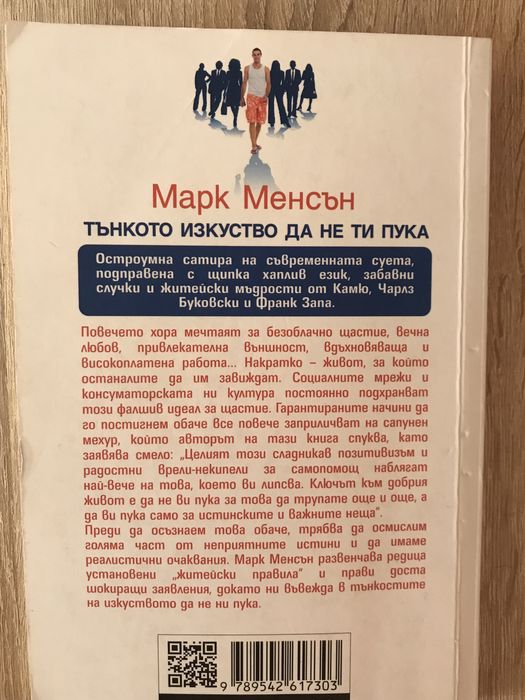 Марк Менсън
ТЪНКОТО ИЗКУСТВО ДА НЕ ТИ ПУКА
Остроумна сатира на съвременната суета,
подправена с щипка хаплив език, забавни
случки и житейски мъдрости от Камю, Чарлз
Буковски и Франк Запа.
Повечето хора мечтаят за безоблачно щастие, вечна
любов, привлекателна външност, вдъхновяваща и
високоплатена работа... Накратко – живот, за който
останалите да им завиждат. Социалните мрежи и
консуматорската ни култура постоянно подхранват
този фалшив идеал за щастие. Гарантираните начини да
го постигнем обаче все повече заприличват на сапунен
мехур, който авторът на тази книга спуква, като
заявява смело: „Целият този сладникав позитивизъм и
радостни врели-некипели за самопомощ наблягат
най-вече на това, което ви липсва. Ключът към добрия
живот е да не ви пука за това да трупате още и още, а
да ви пука само за истинските и важните неща“.
Преди да осъзнаем това обаче, трябва да осмислим
голяма част от неприятните истини и да имаме
реалистични очаквания. Марк Менсън развенчава редица
установени „житейски правила“ и прави доста
шокиращи заявления, докато ни въвежда в тънкостите
на изкуството да не ни пука.
9 789542 617303